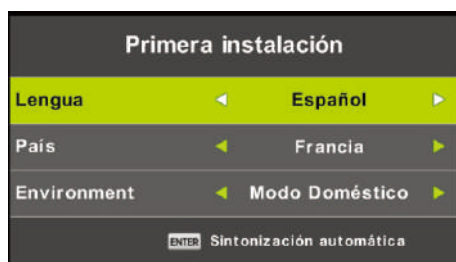 Primera instalación
Lengua Español
País Francia
Environment Modo Doméstico
ENTER Sintonización automática